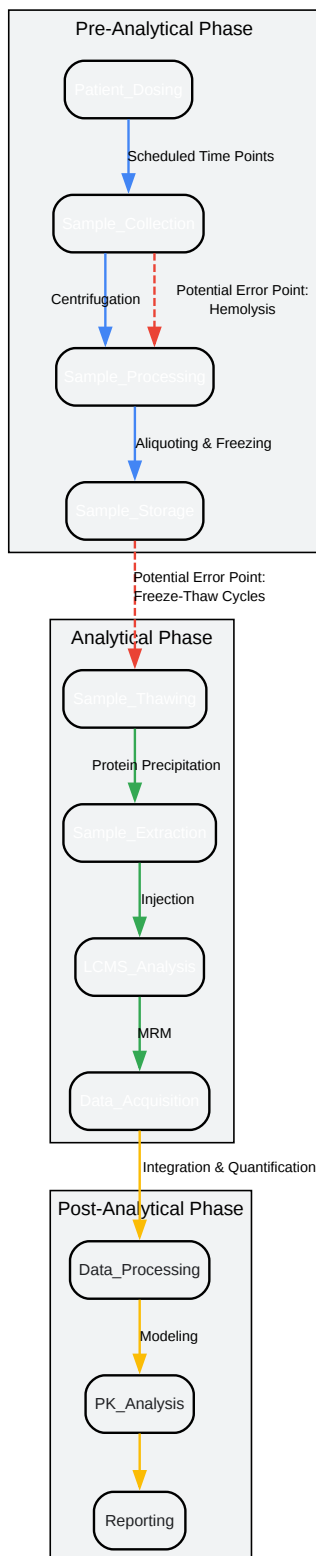 Pre-Analytical Phase
Patient_Dosing
Scheduled Time Points
Sample_Collection
Centrifugation
Potential Error Point:
Hemolysis
Sample_Processing
Aliquoting & Freezing
Sample_Storage
Potential Error Point:
Freeze-Thaw Cycles
Analytical Phase
Sample_Thawing
Protein Precipitation
Sample_Extraction
Injection
LCMS_Analysis
MRM
Data_Acquisition
Integration & Quantification
Post-Analytical Phase
Data_Processing
Modeling
PK_Analysis
Reporting